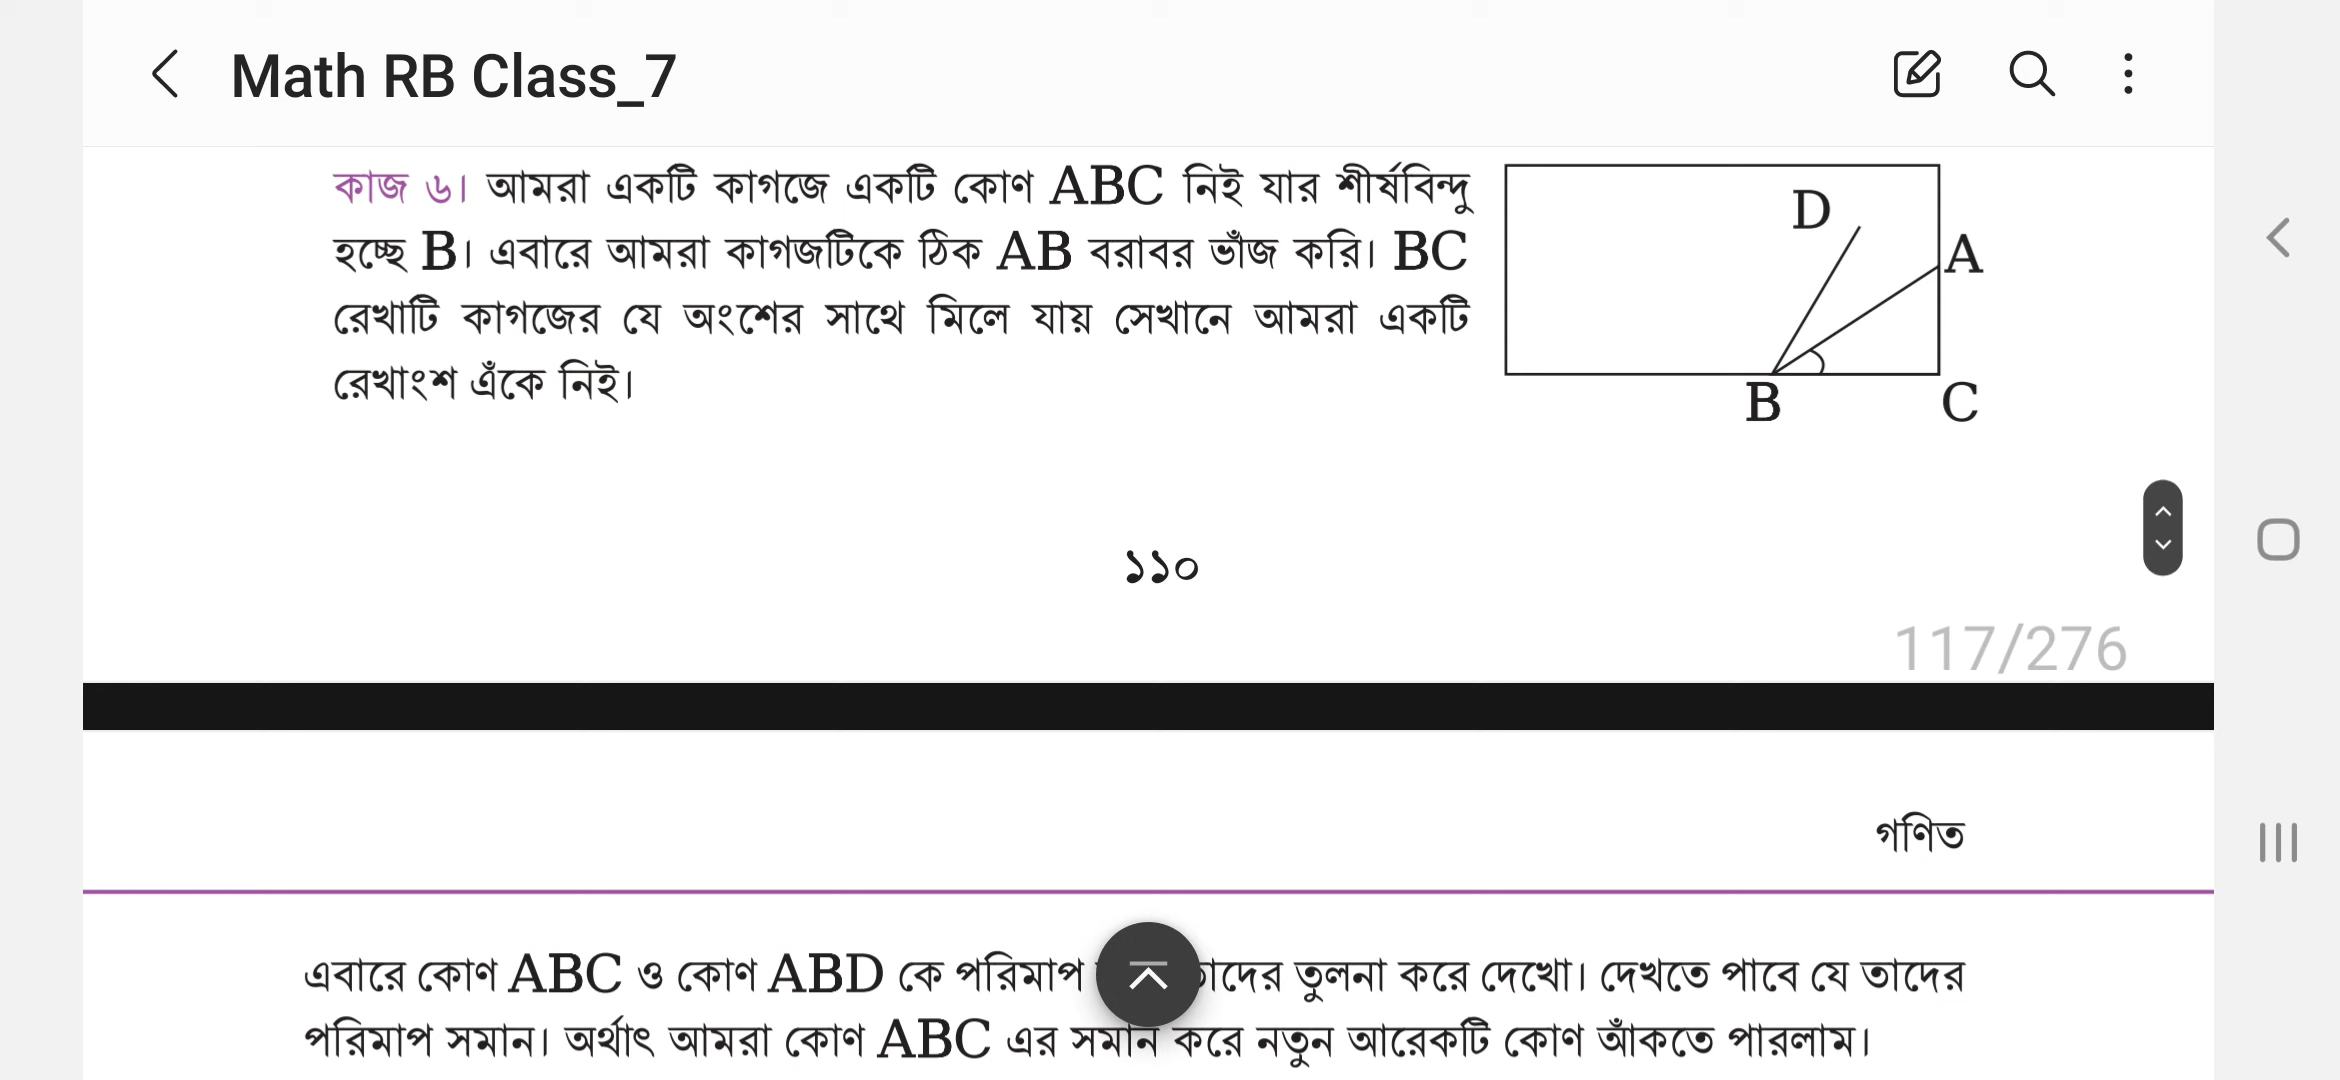 Math RB Class_7
কাজ ৬। আমরা একটি কাগজে একটি কোণ ABC নিই যার শীর্ষবিন্দু
হচ্ছে B। এবারে আমরা কাগজটিকে ঠিক AB বরাবর ভাঁজ করি। BC
রেখাটি কাগজের যে অংশের সাথে মিলে যায় সেখানে আমরা একটি
রেখাংশ এঁকে নিই।
D
A
B
C
১১০
117/276
গণিত
এবারে কোণ ABC ও কোণ ABD কে পরিমাপ তাদের তুলনা করে দেখো। দেখতে পাবে যে তাদের
পরিমাপ সমান। অর্থাৎ আমরা কোণ ABC এর সমান করে নতুন আরেকটি কোণ আঁকতে পারলাম।